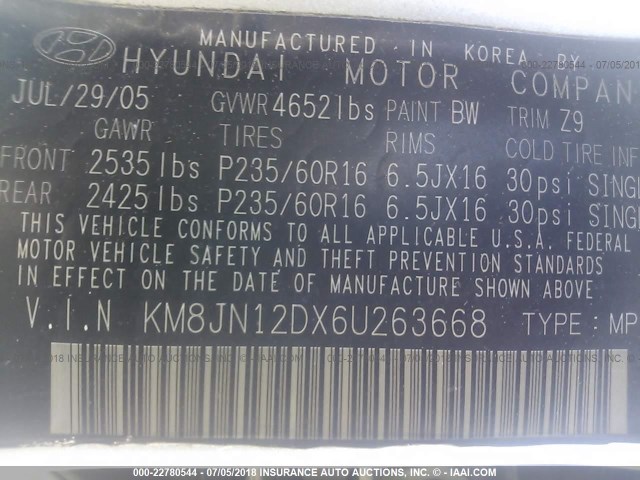 MANUFACTURED IN KOREA BY
HYUNDAI MOTOR COMPAN
JUL/29/05 GVWR 4652lbs PAINT BW TRIM Z9
GAWR TIRES RIMS COLD TIRE INF
FRONT 2535lbs P235/60R16 6.5JX16 30psi SINGL
REAR 2425lbs P235/60R16 6.5JX16 30psi SINGL
THIS VEHICLE CONFORMS TO ALL APPLICABLE U.S.A. FEDERAL
MOTOR VEHICLE SAFETY AND THEFT PREVENTION STANDARDS
IN EFFECT ON THE DATE OF MANUFACTURE SHOWN ABOVE.
V.I.N KM8JN12DX6U263668 TYPE: MP
000-22780544 - 07/05/2018 INSURANCE AUTO AUCTIONS, INC. - © - IAAI.COM